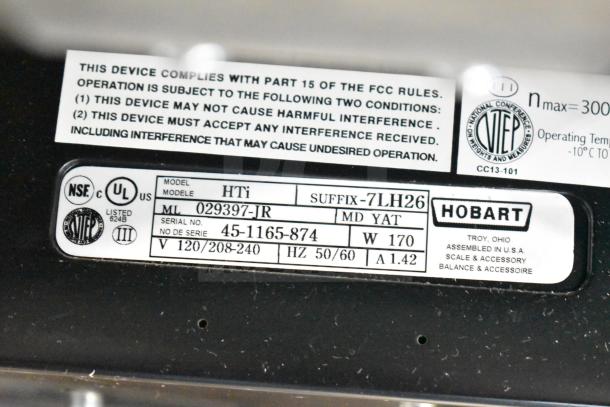 THIS DEVICE COMPLIES WITH PART 15 OF THE FCC RULES.
OPERATION IS SUBJECT TO THE FOLLOWING TWO CONDITIONS:
(1) THIS DEVICE MAY NOT CAUSE HARMFUL INTERFERENCE.
(2) THIS DEVICE MUST ACCEPT ANY INTERFERENCE RECEIVED.
INCLUDING INTERFERENCE THAT MAY CAUSE UNDESIRED OPERATION.
III
nmax=300
NATIONAL CONFERENCE
NTEP
WEIGHTS AND MEASURES
CC13-101
Operating Temp
-10°C TO
NSF
C UL US
LISTED
624B
NTEP
III
MODEL
MODELE
HTi
SUFFIX-7LH26
ML 029397-JR
MD YAT
SERIAL NO.
NO DE SERIE
45-1165-874
W 170
V 120/208-240
HZ 50/60
A 1.42
HOBART
TROY, OHIO
ASSEMBLED IN U.S.A.
SCALE & ACCESSORY
BALANCE & ACCESSOIRE